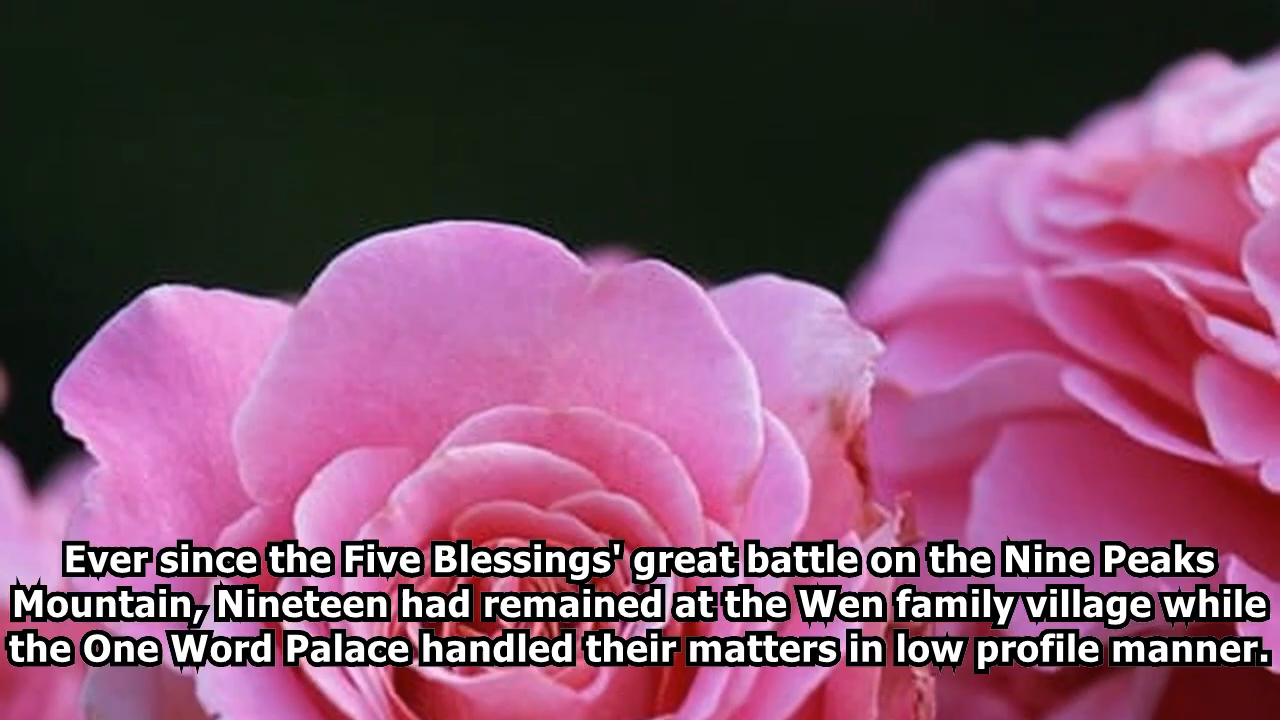 Ever since the Five Blessings' great battle on the Nine Peaks
Mountain, Nineteen had remained at the Wen family village while
the One Word Palace handled their matters in low profile manner.